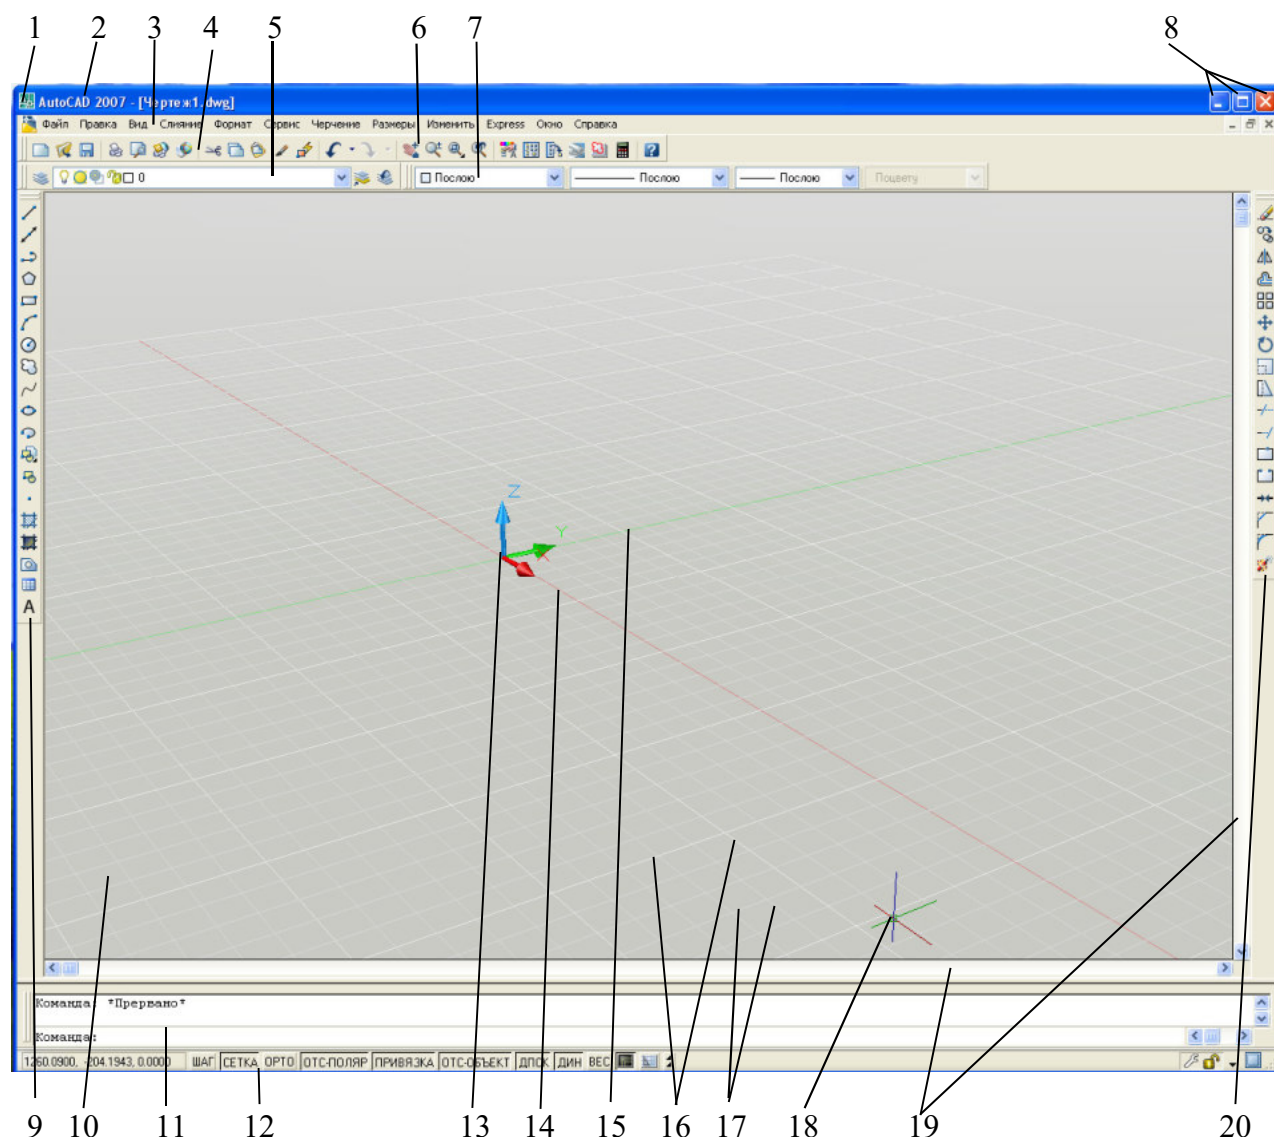 1 2 3 4 5 6 7 8
AutoCAD 2007 - [Чертеж1.dwg]
Файл Правка Вид Слияние Формат Сервис Черчение Размеры Изменить Express Окно Справка
0 Послою Послою Послою Поцвету
Z
Y
X
A
Команда: *Прервано*
Команда:
1260.0900, -204.1943, 0.0000 ШАГ СЕТКА ОРТО ОТС-ПОЛЯР ПРИВЯЗКА ОТС-ОБЪЕКТ ДПСК ДИН ВЕС
9 10 11 12 13 14 15 16 17 18 19 20